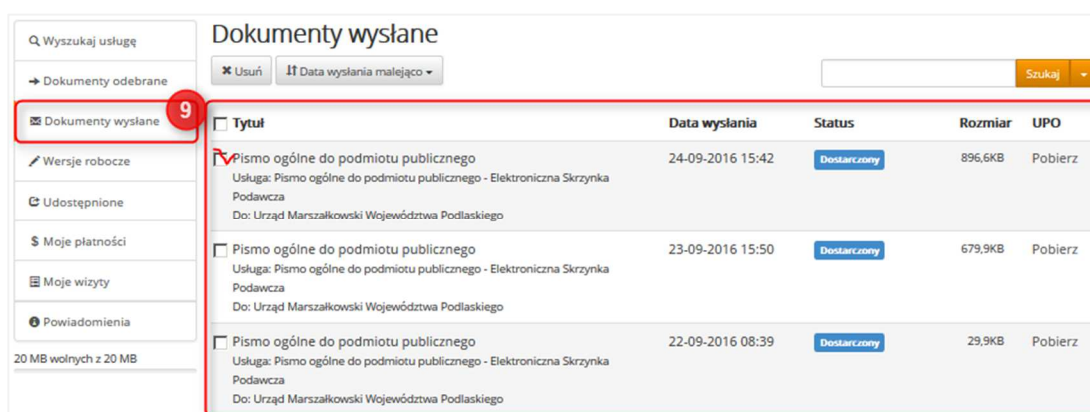 Wyszukaj usługę
Dokumenty odebrane
Dokumenty wysłane
9
Wersje robocze
Udostępnione
Moje płatności
Moje wizyty
Powiadomienia
20 MB wolnych z 20 MB
Dokumenty wysłane
Usuń Data wysłania malejąco
Szukaj
Tytuł Data wysłania Status Rozmiar UPO
Pismo ogólne do podmiotu publicznego 24-09-2016 15:42 Dostarczony 896,6KB Pobierz
Usługa: Pismo ogólne do podmiotu publicznego - Elektroniczna Skrzynka
Podawcza
Do: Urząd Marszałkowski Województwa Podlaskiego
Pismo ogólne do podmiotu publicznego 23-09-2016 15:50 Dostarczony 679,9KB Pobierz
Usługa: Pismo ogólne do podmiotu publicznego - Elektroniczna Skrzynka
Podawcza
Do: Urząd Marszałkowski Województwa Podlaskiego
Pismo ogólne do podmiotu publicznego 22-09-2016 08:39 Dostarczony 29,9KB Pobierz
Usługa: Pismo ogólne do podmiotu publicznego - Elektroniczna Skrzynka
Podawcza
Do: Urząd Marszałkowski Województwa Podlaskiego